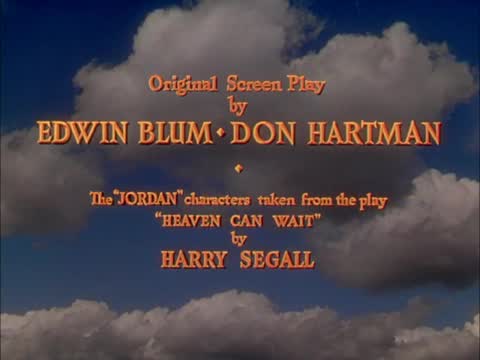 Original Screen Play
by
EDWIN BLUM • DON HARTMAN
The "JORDAN" characters taken from the play
"HEAVEN CAN WAIT"
by
HARRY SEGALL